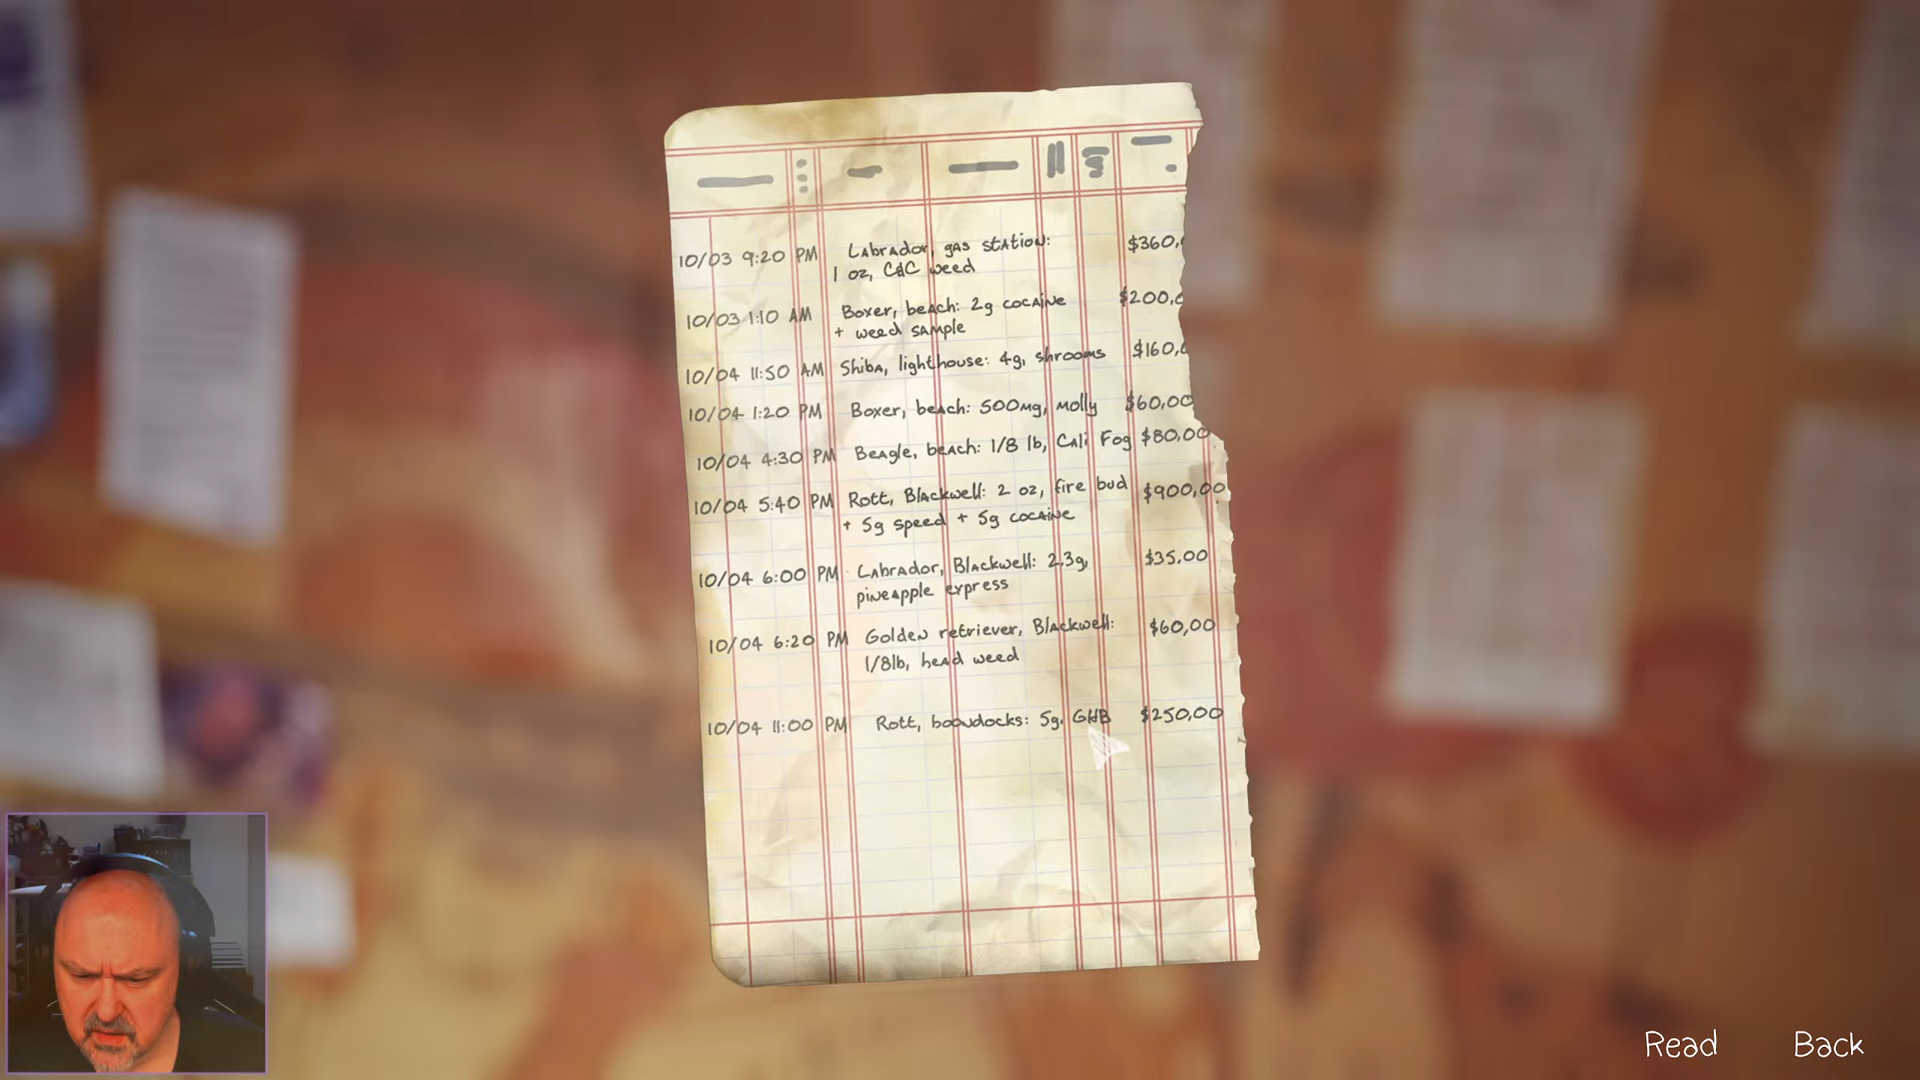 10/03 9:20 PM Labrador, gas station: $360,
1 oz, C&C weed
10/03 1:10 AM Boxer, beach: 2g cocaine $200,0
+ weed sample
10/04 11:50 AM Shiba, lighthouse: 4g, shrooms $160,0
10/04 1:20 PM Boxer, beach: 500mg, molly $60,00
10/04 4:30 PM Beagle, beach: 1/8 lb, Cali Fog $80,00
10/04 5:40 PM Rott, Blackwell: 2 oz, fire bud $900,00
+ 5g speed + 5g cocaine
10/04 6:00 PM Labrador, Blackwell: 2,3g, $35,00
pineapple express
10/04 6:20 PM Golden retriever, Blackwell: $60,00
1/8lb, head weed
10/04 11:00 PM Rott, boowdocks: 5g, GHB $250,00
Read Back